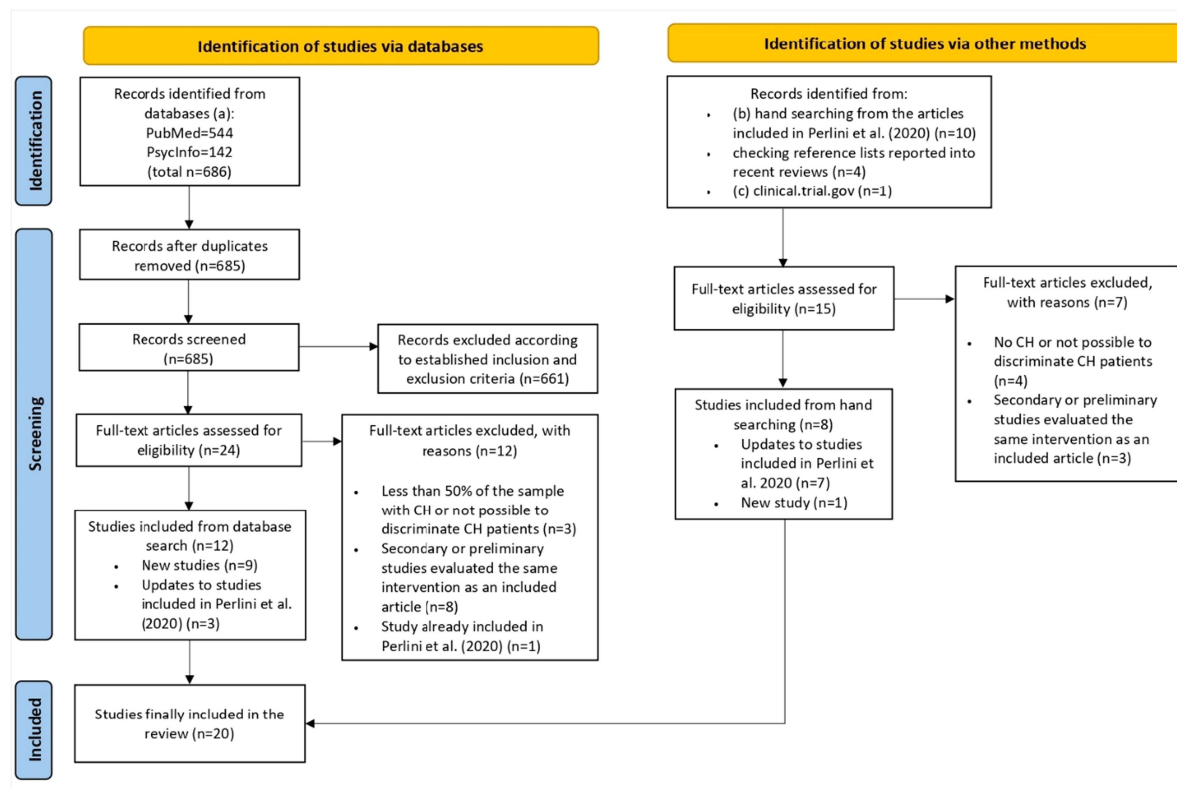 Identification of studies via databases
Identification of studies via other methods
Identification
Records identified from
databases (a):
PubMed=544
PsycInfo=142
(total n=686)
Records identified from:
• (b) hand searching from the articles
included in Perlini et al. (2020) (n=10)
• checking reference lists reported into
recent reviews (n=4)
• (c) clinical.trial.gov (n=1)
Screening
Records after duplicates
removed (n=685)
Records screened
(n=685)
Records excluded according
to established inclusion and
exclusion criteria (n=661)
Full-text articles assessed for
eligibility (n=24)
Full-text articles excluded, with
reasons (n=12)
• Less than 50% of the sample
with CH or not possible to
discriminate CH patients (n=3)
• Secondary or preliminary
studies evaluated the same
intervention as an included
article (n=8)
• Study already included in
Perlini et al. (2020) (n=1)
Studies included from database
search (n=12)
• New studies (n=9)
• Updates to studies
included in Perlini et al.
(2020) (n=3)
Full-text articles assessed for
eligibility (n=15)
Full-text articles excluded,
with reasons (n=7)
• No CH or not possible to
discriminate CH patients
(n=4)
• Secondary or preliminary
studies evaluated the
same intervention as an
included article (n=3)
Studies included from hand
searching (n=8)
• Updates to studies
included in Perlini et
al. 2020 (n=7)
• New study (n=1)
Included
Studies finally included in the
review (n=20)